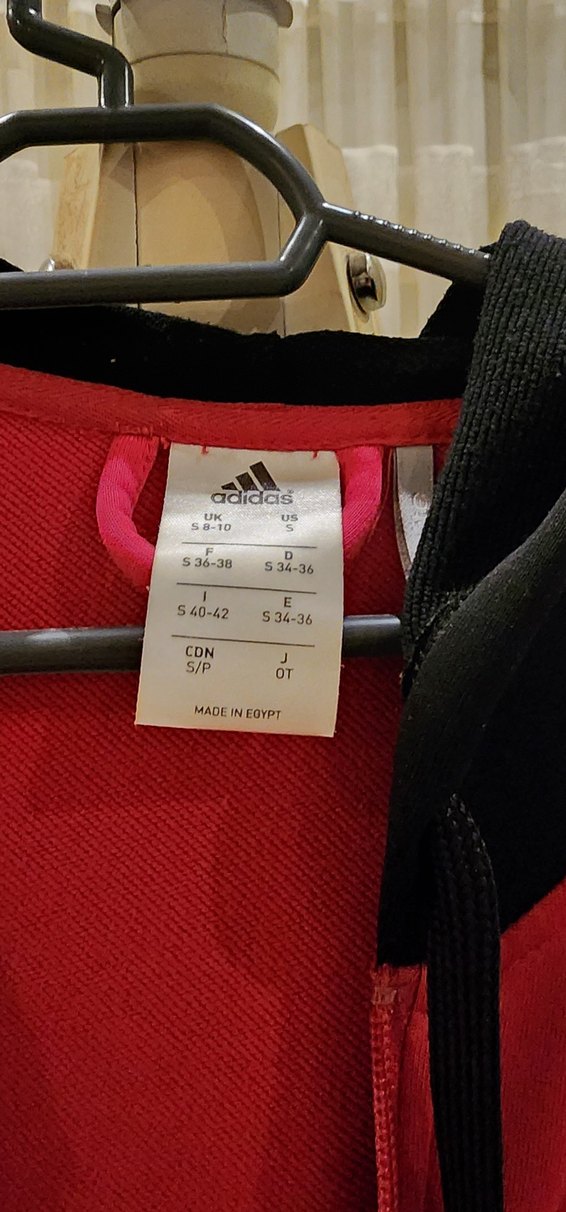 adidas®
UK US
S 8-10 S
F D
S 36-38 S 34-36
I E
S 40-42 S 34-36
CDN J
S/P OT
MADE IN EGYPT